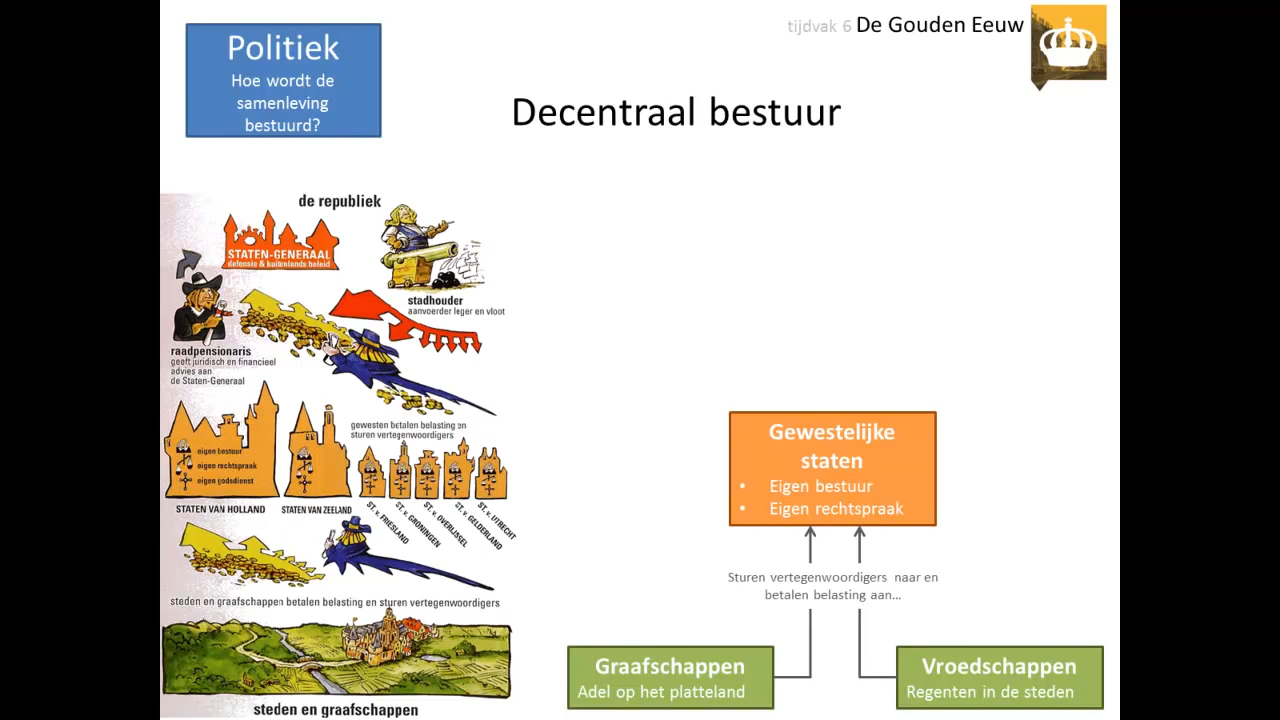 Politiek
Hoe wordt de
samenleving
bestuurd?
tijdvak 6 De Gouden Eeuw
Decentraal bestuur
de republiek
STATEN-GENERAAL
defensie & buitenlands beleid
stadhouder
aanvoerder leger en vloot
raadpensionaris
geeft juridisch en financieel
advies aan
de Staten-Generaal
gewesten betalen belasting en
sturen vertegenwoordigers
eigen bestuur
eigen rechtspraak
eigen godsdienst
STATEN VAN HOLLAND
STATEN VAN ZEELAND
ST. v. FRIESLAND
ST. v. GRONINGEN
ST. v. OVERIJSSEL
ST. v. GELDERLAND
ST. v. UTRECHT
steden en graafschappen betalen belasting en sturen vertegenwoordigers
steden en graafschappen
Gewestelijke
staten
• Eigen bestuur
• Eigen rechtspraak
Sturen vertegenwoordigers naar en
betalen belasting aan...
Graafschappen
Adel op het platteland
Vroedschappen
Regenten in de steden